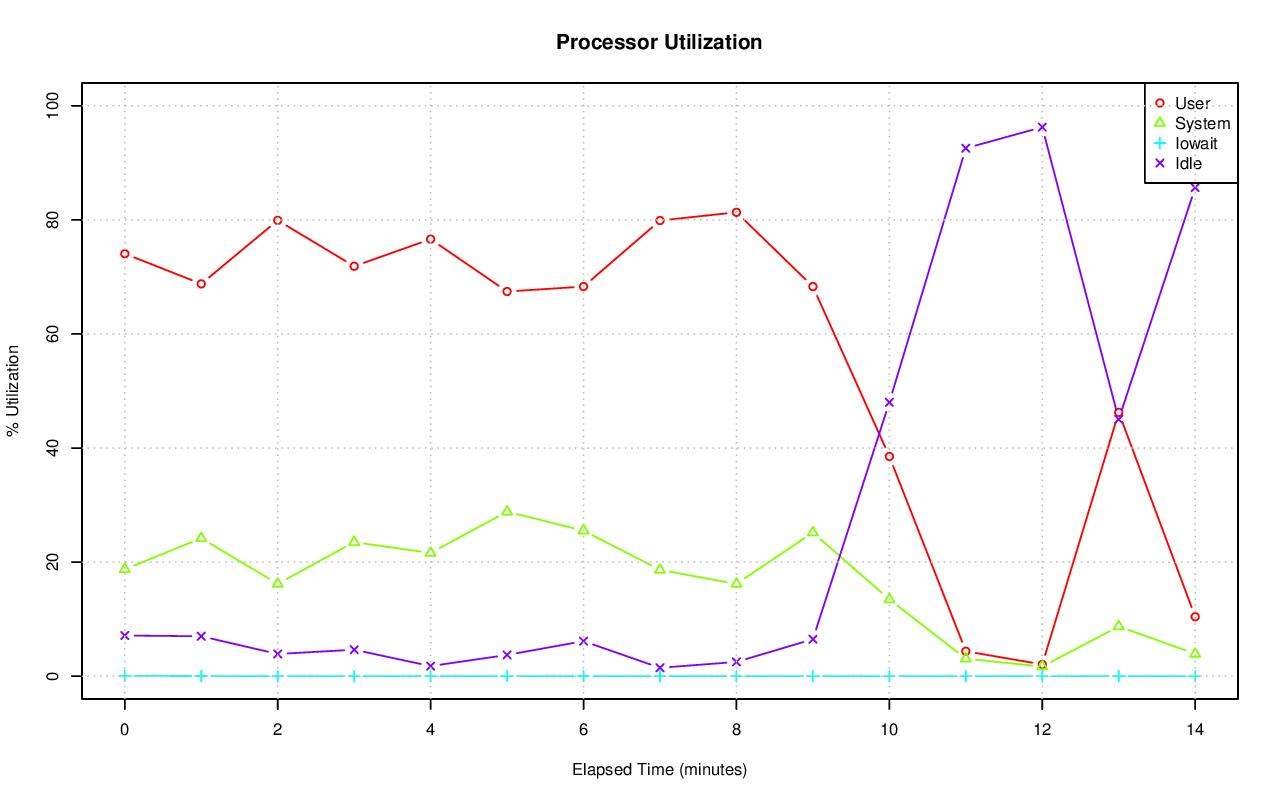 Processor Utilization
% Utilization
100
80
60
40
20
0
User
System
Iowait
Idle
0 2 4 6 8 10 12 14
Elapsed Time (minutes)